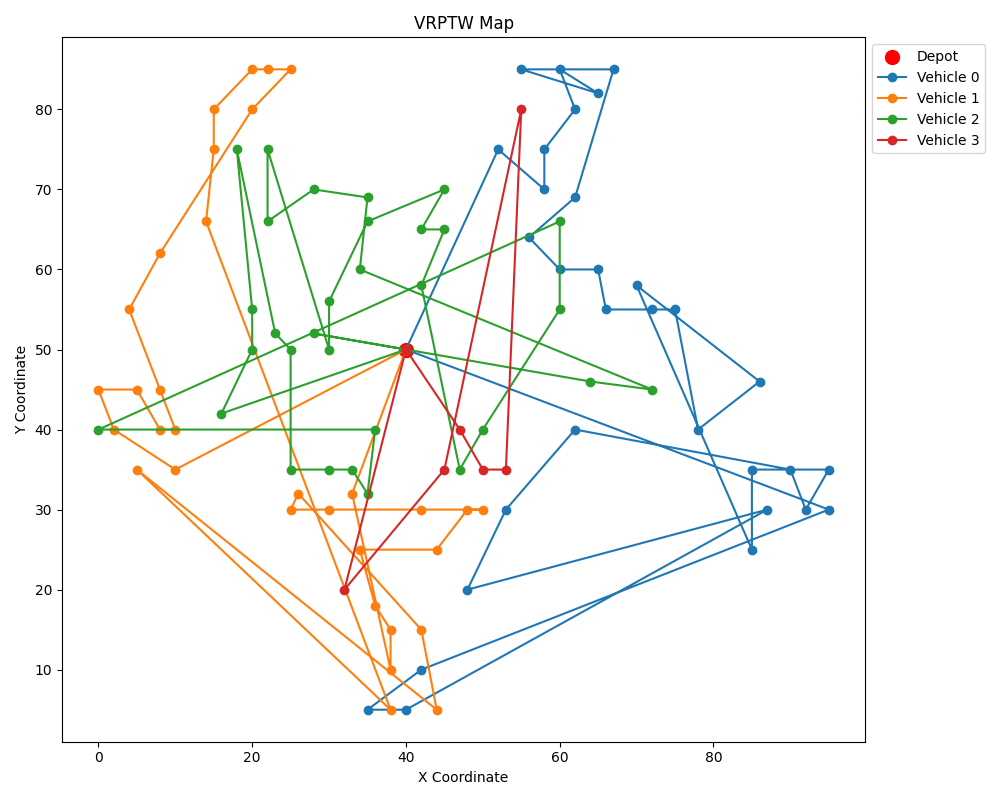 VRPTW Map
Depot
Vehicle 0
Vehicle 1
Vehicle 2
Vehicle 3
Y Coordinate
80
70
60
50
40
30
20
10
0
20
40
60
80
X Coordinate